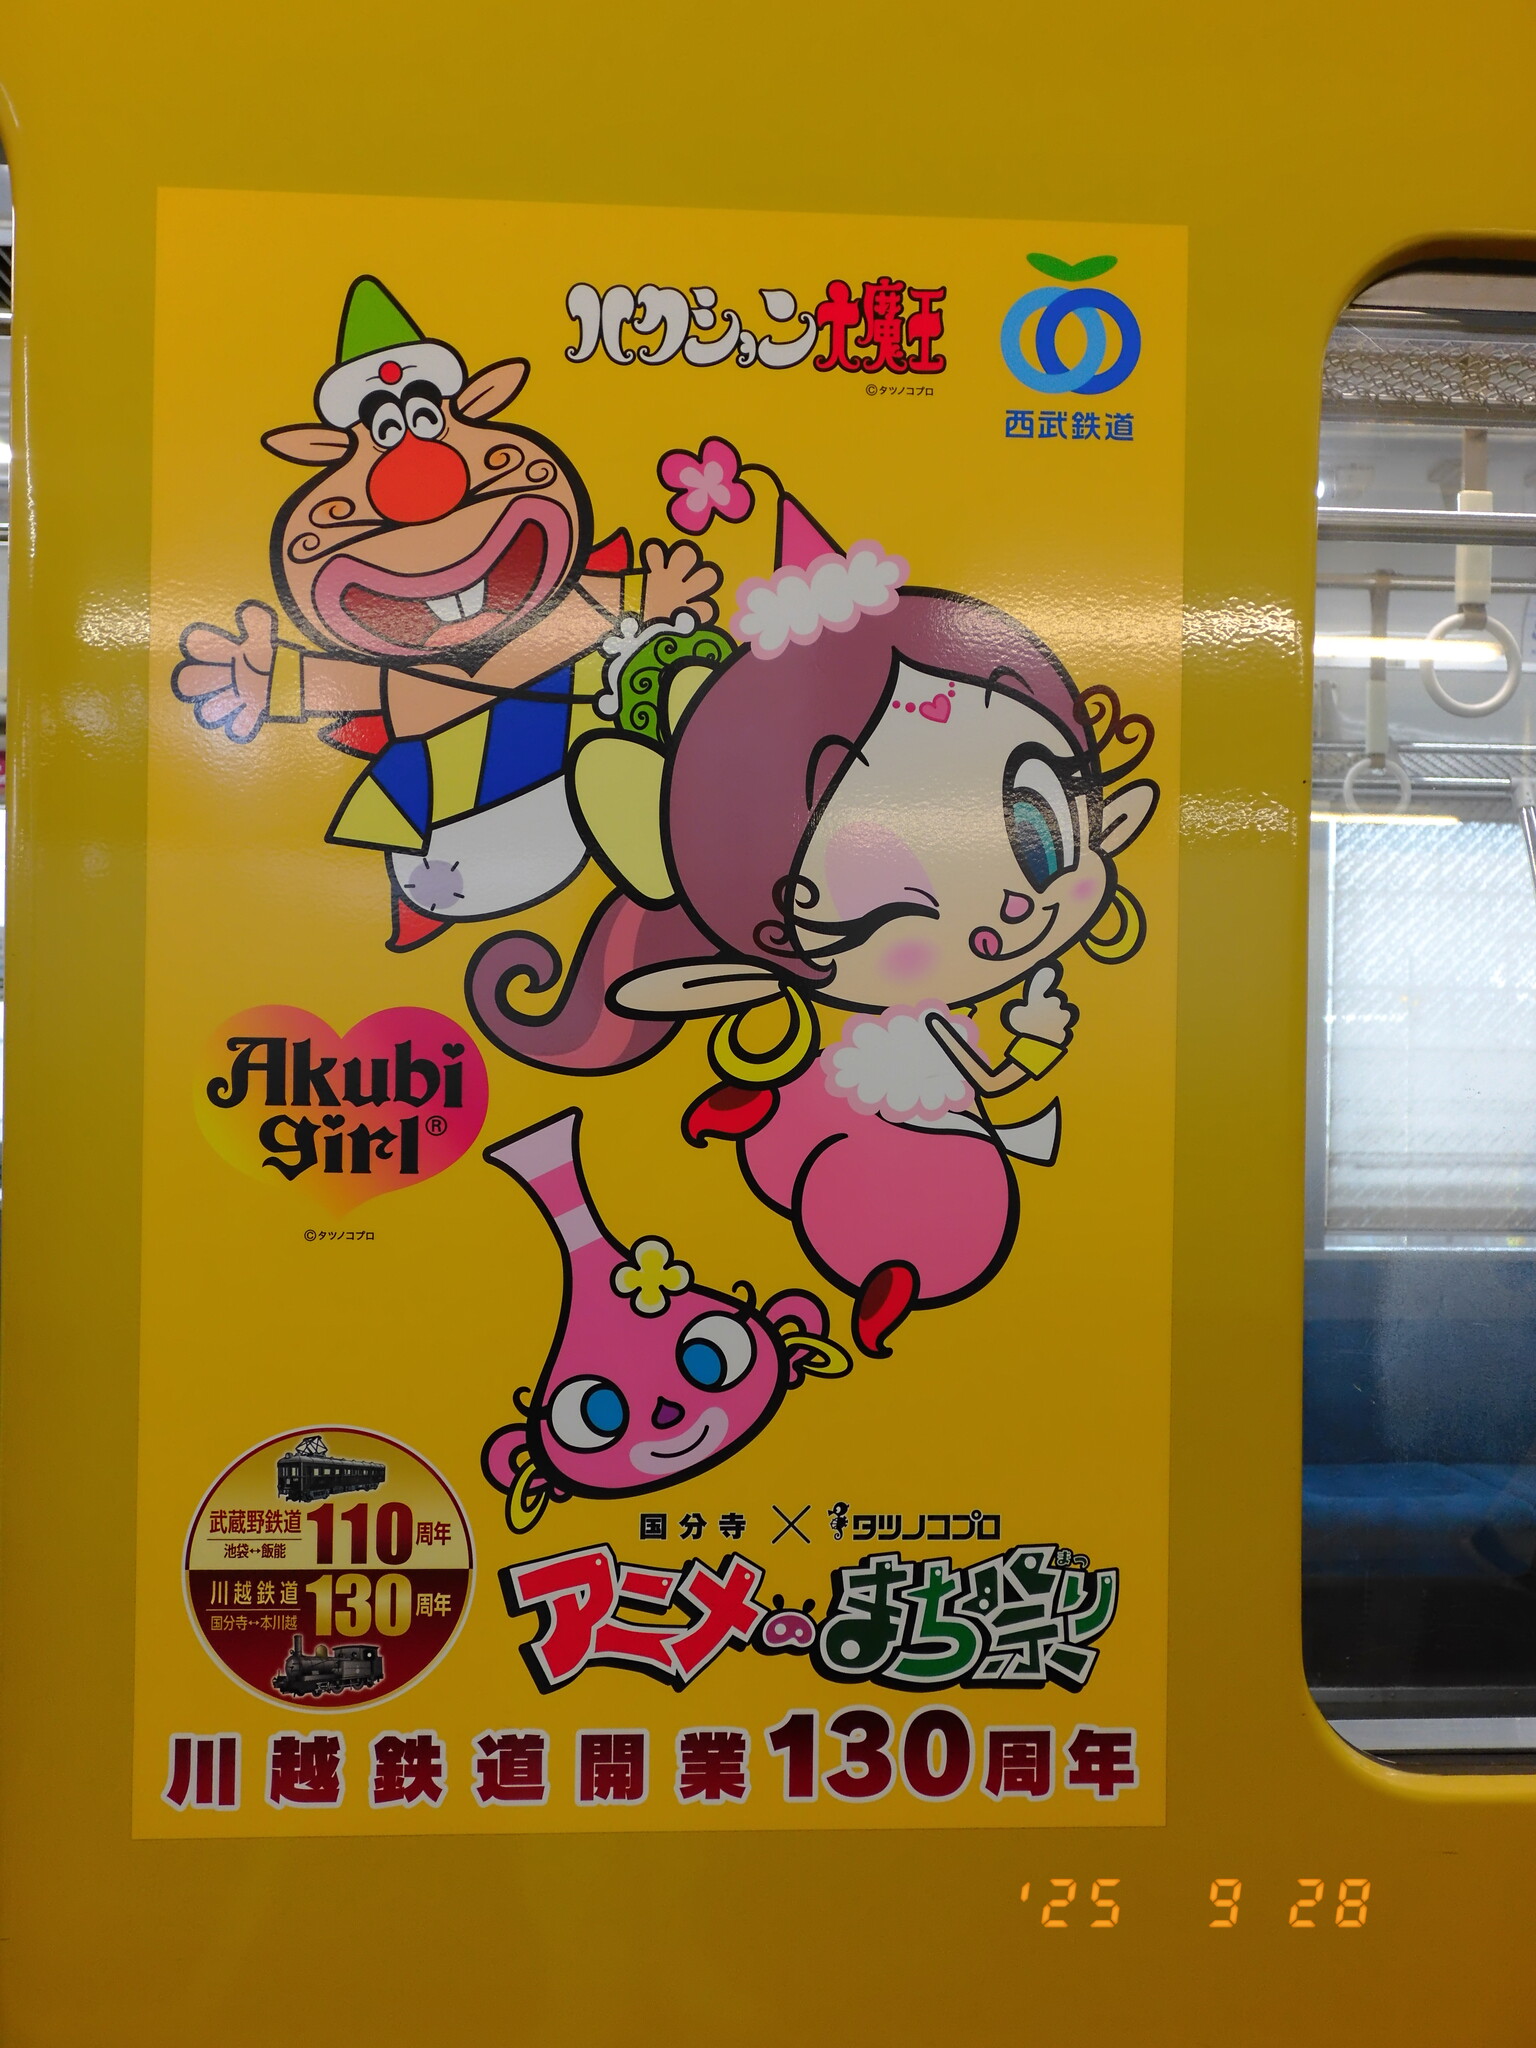 ハクション大魔王
©タツノコプロ
西武鉄道
Akubi
girl®
©タツノコプロ
武蔵野鉄道
池袋↔飯能
110周年
川越鉄道
国分寺↔本川越
130周年
国分寺×タツノコプロ
アニメのまち祭り
まつ
川越鉄道開業130周年
'25 9 28